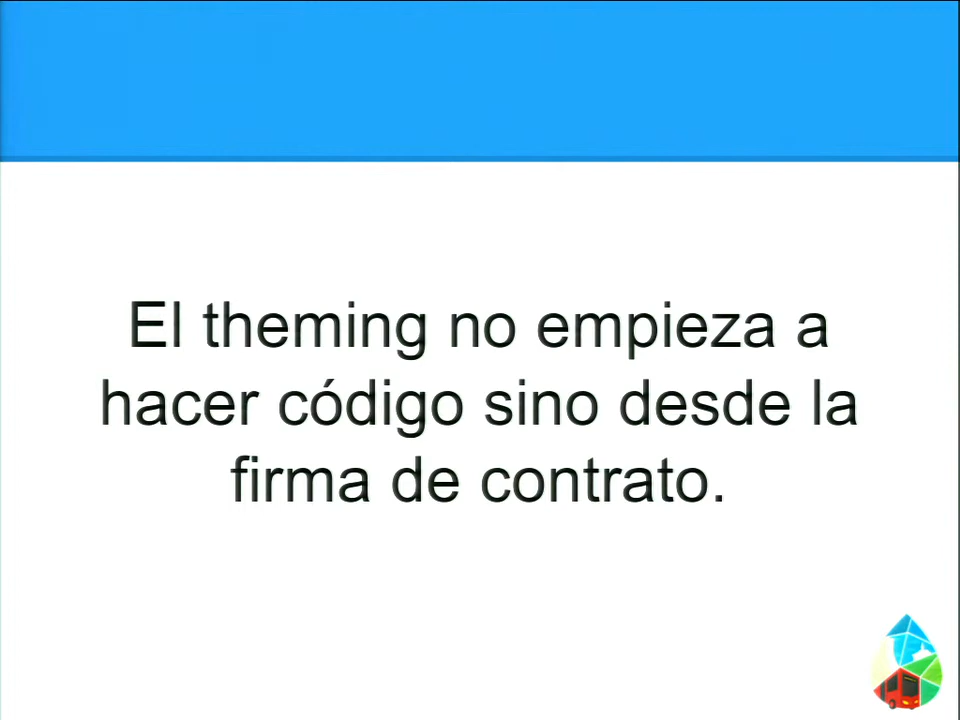 El theming no empieza a
hacer código sino desde la
firma de contrato.